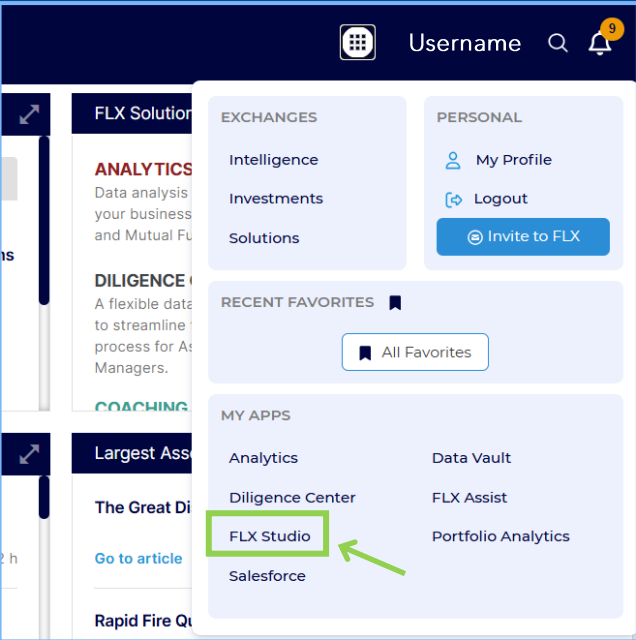 Username
9
FLX Solution
ANALYTICS
Data analysis
your business
and Mutual Fu
DILIGENCE
A flexible data
to streamline
process for As
Managers.
COACHING
Largest Asse
The Great Di
Go to article
Rapid Fire Qu
ns
2 h
EXCHANGES
Intelligence
Investments
Solutions
PERSONAL
My Profile
Logout
Invite to FLX
RECENT FAVORITES
All Favorites
MY APPS
Analytics
Diligence Center
FLX Studio
Salesforce
Data Vault
FLX Assist
Portfolio Analytics